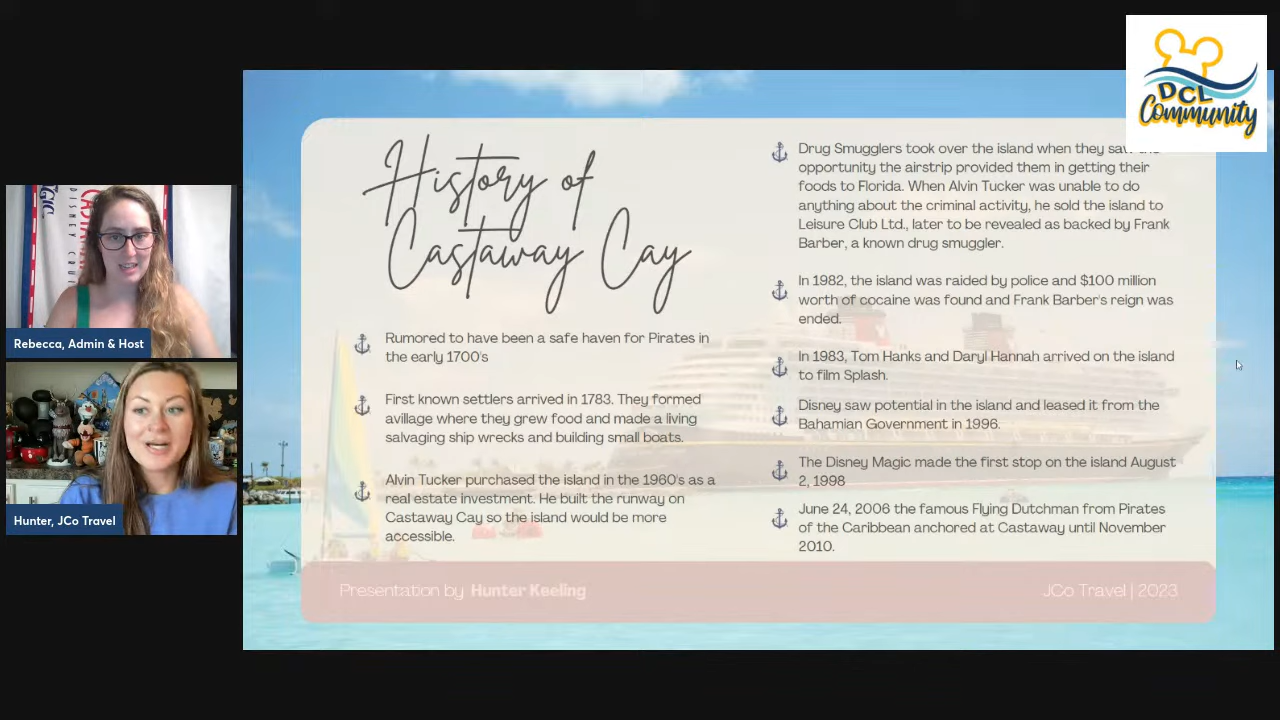 DCL
Community
History of
Castaway Cay
Rumored to have been a safe haven for Pirates in
the early 1700's
First known settlers arrived in 1783. They formed
avillage where they grew food and made a living
salvaging ship wrecks and building small boats.
Alvin Tucker purchased the island in the 1960's as a
real estate investment. He built the runway on
Castaway Cay so the island would be more
accessible.
Drug Smugglers took over the island when they saw the
opportunity the airstrip provided them in getting their
foods to Florida. When Alvin Tucker was unable to do
anything about the criminal activity, he sold the island to
Leisure Club Ltd., later to be revealed as backed by Frank
Barber, a known drug smuggler.
In 1982, the island was raided by police and $100 million
worth of cocaine was found and Frank Barber's reign was
ended.
In 1983, Tom Hanks and Daryl Hannah arrived on the island
to film Splash.
Disney saw potential in the island and leased it from the
Bahamian Government in 1996.
The Disney Magic made the first stop on the island August
2, 1998
June 24, 2006 the famous Flying Dutchman from Pirates
of the Caribbean anchored at Castaway until November
2010.
Presentation by Hunter Keeling
JCo Travel | 2023
Rebecca, Admin & Host
Hunter, JCo Travel